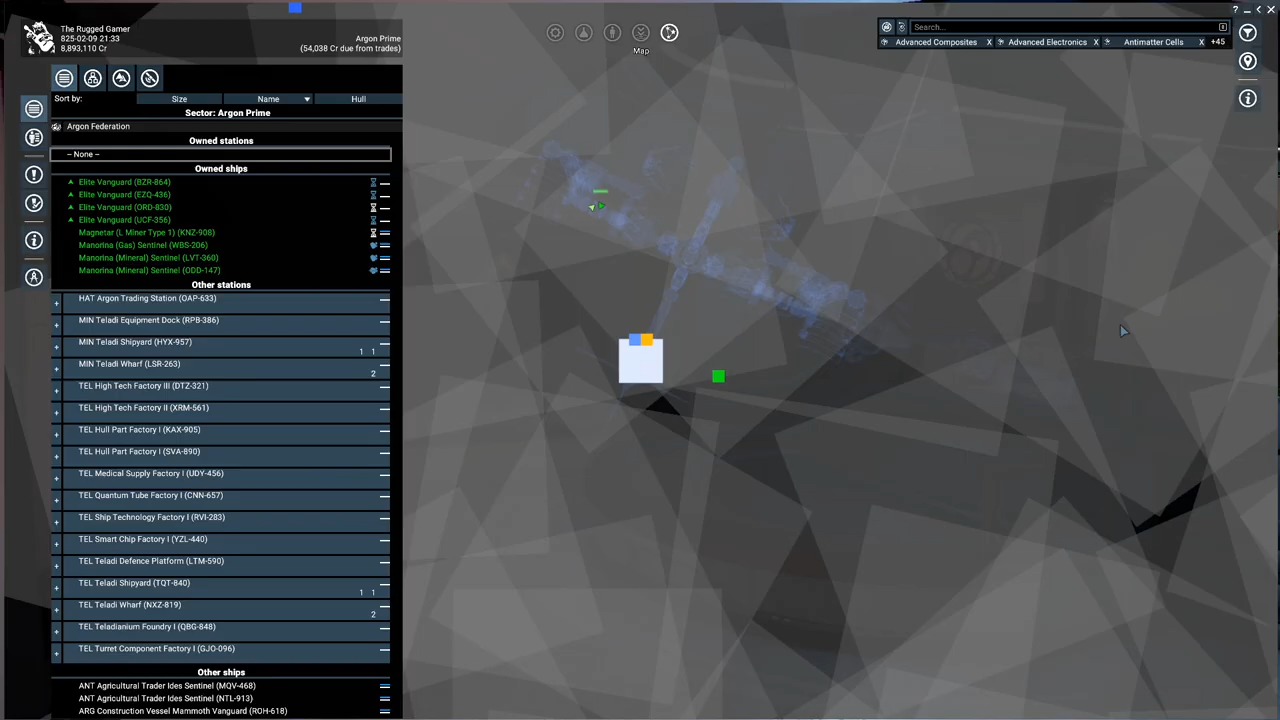 The Rugged Gamer
825-02-09 21:33
8,893,110 Cr
Argon Prime
(54,038 Cr due from trades)
Map
Search...
Advanced Composites X
Advanced Electronics X
Antimatter Cells X
+45
Sort by:
Size
Name
Hull
Sector: Argon Prime
Argon Federation
Owned stations
-- None --
Owned ships
Elite Vanguard (BZR-864)
Elite Vanguard (EZQ-436)
Elite Vanguard (ORD-830)
Elite Vanguard (UCF-356)
Magnetar (L Miner Type 1) (KNZ-908)
Manorina (Gas) Sentinel (WBS-206)
Manorina (Mineral) Sentinel (LVT-360)
Manorina (Mineral) Sentinel (ODD-147)
Other stations
HAT Argon Trading Station (OAP-633)
MIN Teladi Equipment Dock (RPB-386)
MIN Teladi Shipyard (HYX-957)
1 1
MIN Teladi Wharf (LSR-263)
2
TEL High Tech Factory III (DTZ-321)
TEL High Tech Factory II (XRM-561)
TEL Hull Part Factory I (KAX-905)
TEL Hull Part Factory I (SVA-890)
TEL Medical Supply Factory I (UDY-456)
TEL Quantum Tube Factory I (CNN-657)
TEL Ship Technology Factory I (RVI-283)
TEL Smart Chip Factory I (YZL-440)
TEL Teladi Defence Platform (LTM-590)
TEL Teladi Shipyard (TQT-840)
1 1
TEL Teladi Wharf (NXZ-819)
2
TEL Teladianium Foundry I (QBG-848)
TEL Turret Component Factory I (GJO-096)
Other ships
ANT Agricultural Trader Ides Sentinel (MQV-468)
ANT Agricultural Trader Ides Sentinel (NTL-913)
ARG Construction Vessel Mammoth Vanguard (ROH-618)